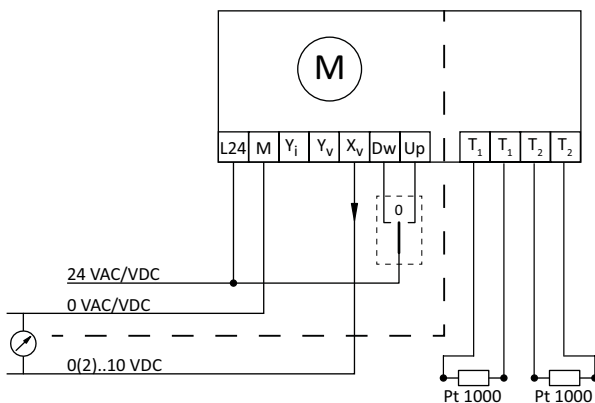 M
L24 M Yi Yv Xv Dw Up T1 T1 T2 T2
0
24 VAC/VDC
0 VAC/VDC
0(2)..10 VDC
Pt 1000 Pt 1000